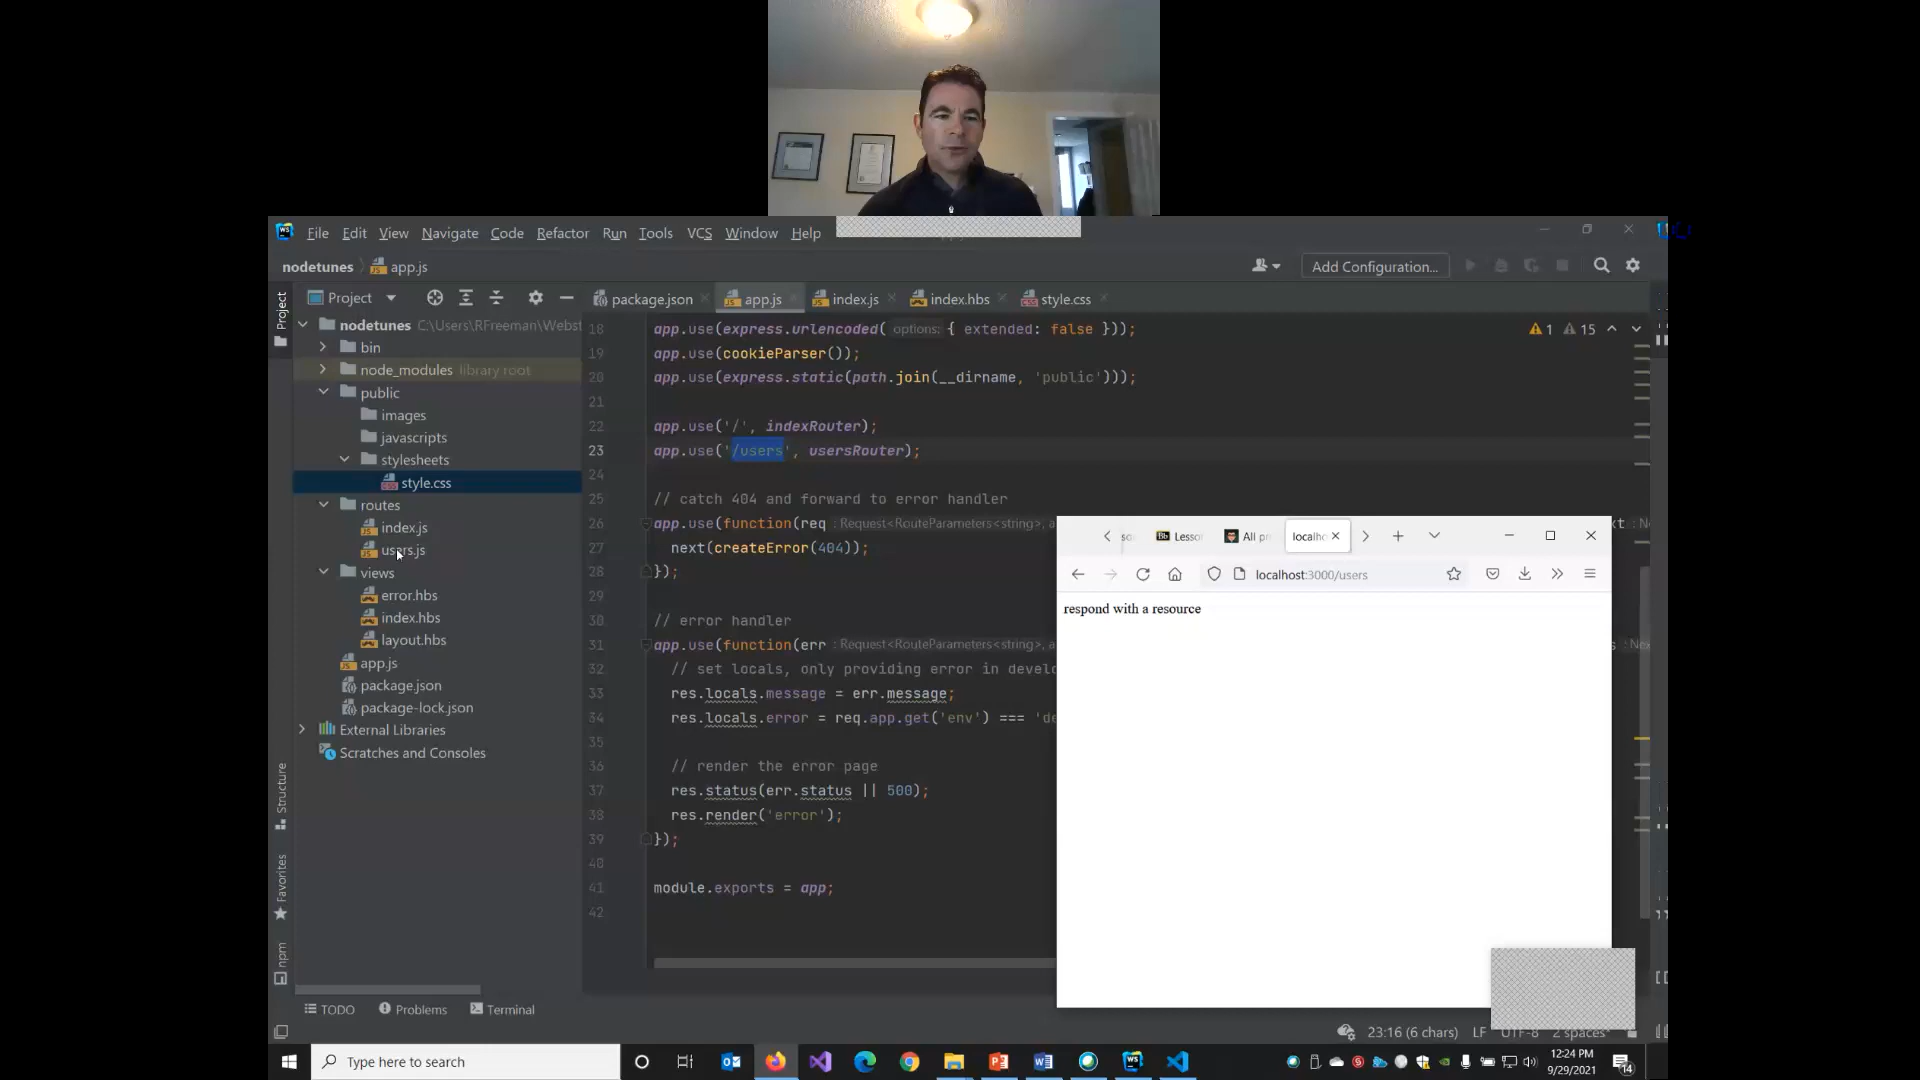 File Edit View Navigate Code Refactor Run Tools VCS Window Help
nodetunes app.js
Add Configuration...
Project
Project
package.json app.js index.js index.hbs style.css
nodetunes C:\Users\RFreeman\Webst
bin
node_modules library root
public
images
javascripts
stylesheets
style.css
routes
index.js
users.js
views
error.hbs
index.hbs
layout.hbs
app.js
package.json
package-lock.json
External Libraries
Scratches and Consoles
Structure
Favorites
npm
1 15
18 app.use(express.urlencoded( options: { extended: false }));
19 app.use(cookieParser());
20 app.use(express.static(path.join(__dirname, 'public')));
21
22 app.use('/', indexRouter);
23 app.use('/users', usersRouter);
24
25 // catch 404 and forward to error handler
26 app.use(function(req : Request<RouteParameters<string>, a
27 next(createError(404));
28 });
29
30 // error handler
31 app.use(function(err : Request<RouteParameters<string>, a
32 // set locals, only providing error in develo
33 res.locals.message = err.message;
34 res.locals.error = req.app.get('env') === 'de
35
36 // render the error page
37 res.status(err.status || 500);
38 res.render('error');
39 });
40
41 module.exports = app;
42
Lesso All pr localho
localhost:3000/users
respond with a resource
TODO Problems Terminal
23:16 (6 chars) LF UTF-8 2 spaces
Type here to search
12:24 PM
9/29/2021
14